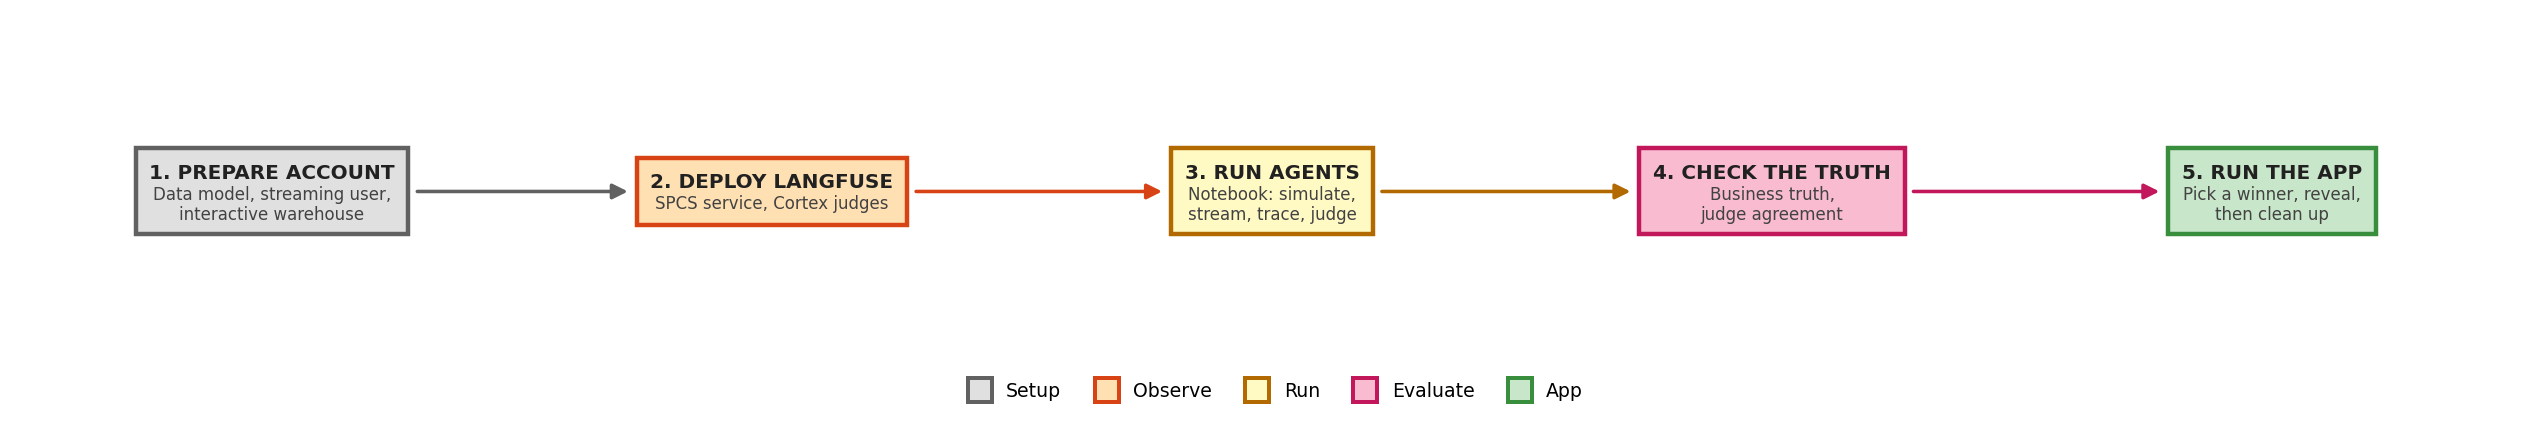 1. PREPARE ACCOUNT
Data model, streaming user,
interactive warehouse
2. DEPLOY LANGFUSE
SPCS service, Cortex judges
3. RUN AGENTS
Notebook: simulate,
stream, trace, judge
4. CHECK THE TRUTH
Business truth,
judge agreement
5. RUN THE APP
Pick a winner, reveal,
then clean up
Setup
Observe
Run
Evaluate
App